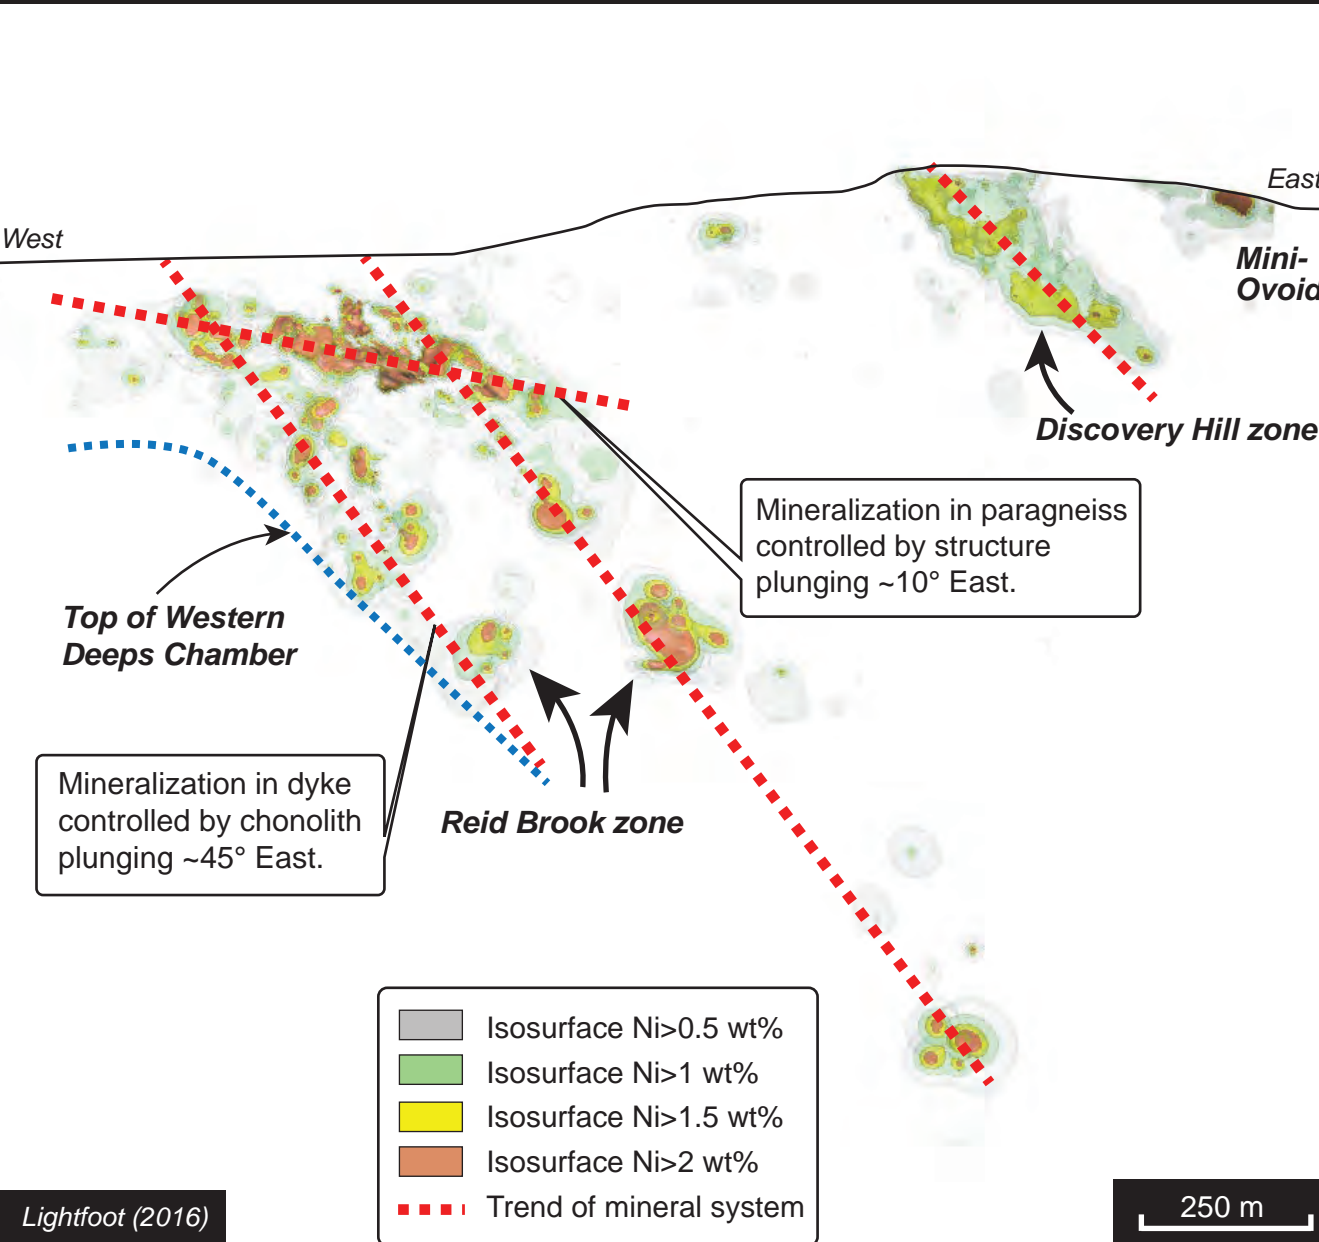 East
West
Mini-
Ovoid
Discovery Hill zone
Mineralization in paragneiss
controlled by structure
plunging ~10° East.
Top of Western
Deeps Chamber
Mineralization in dyke
controlled by chonolith
plunging ~45° East.
Reid Brook zone
Isosurface Ni>0.5 wt%
Isosurface Ni>1 wt%
Isosurface Ni>1.5 wt%
Isosurface Ni>2 wt%
Trend of mineral system
Lightfoot (2016)
250 m